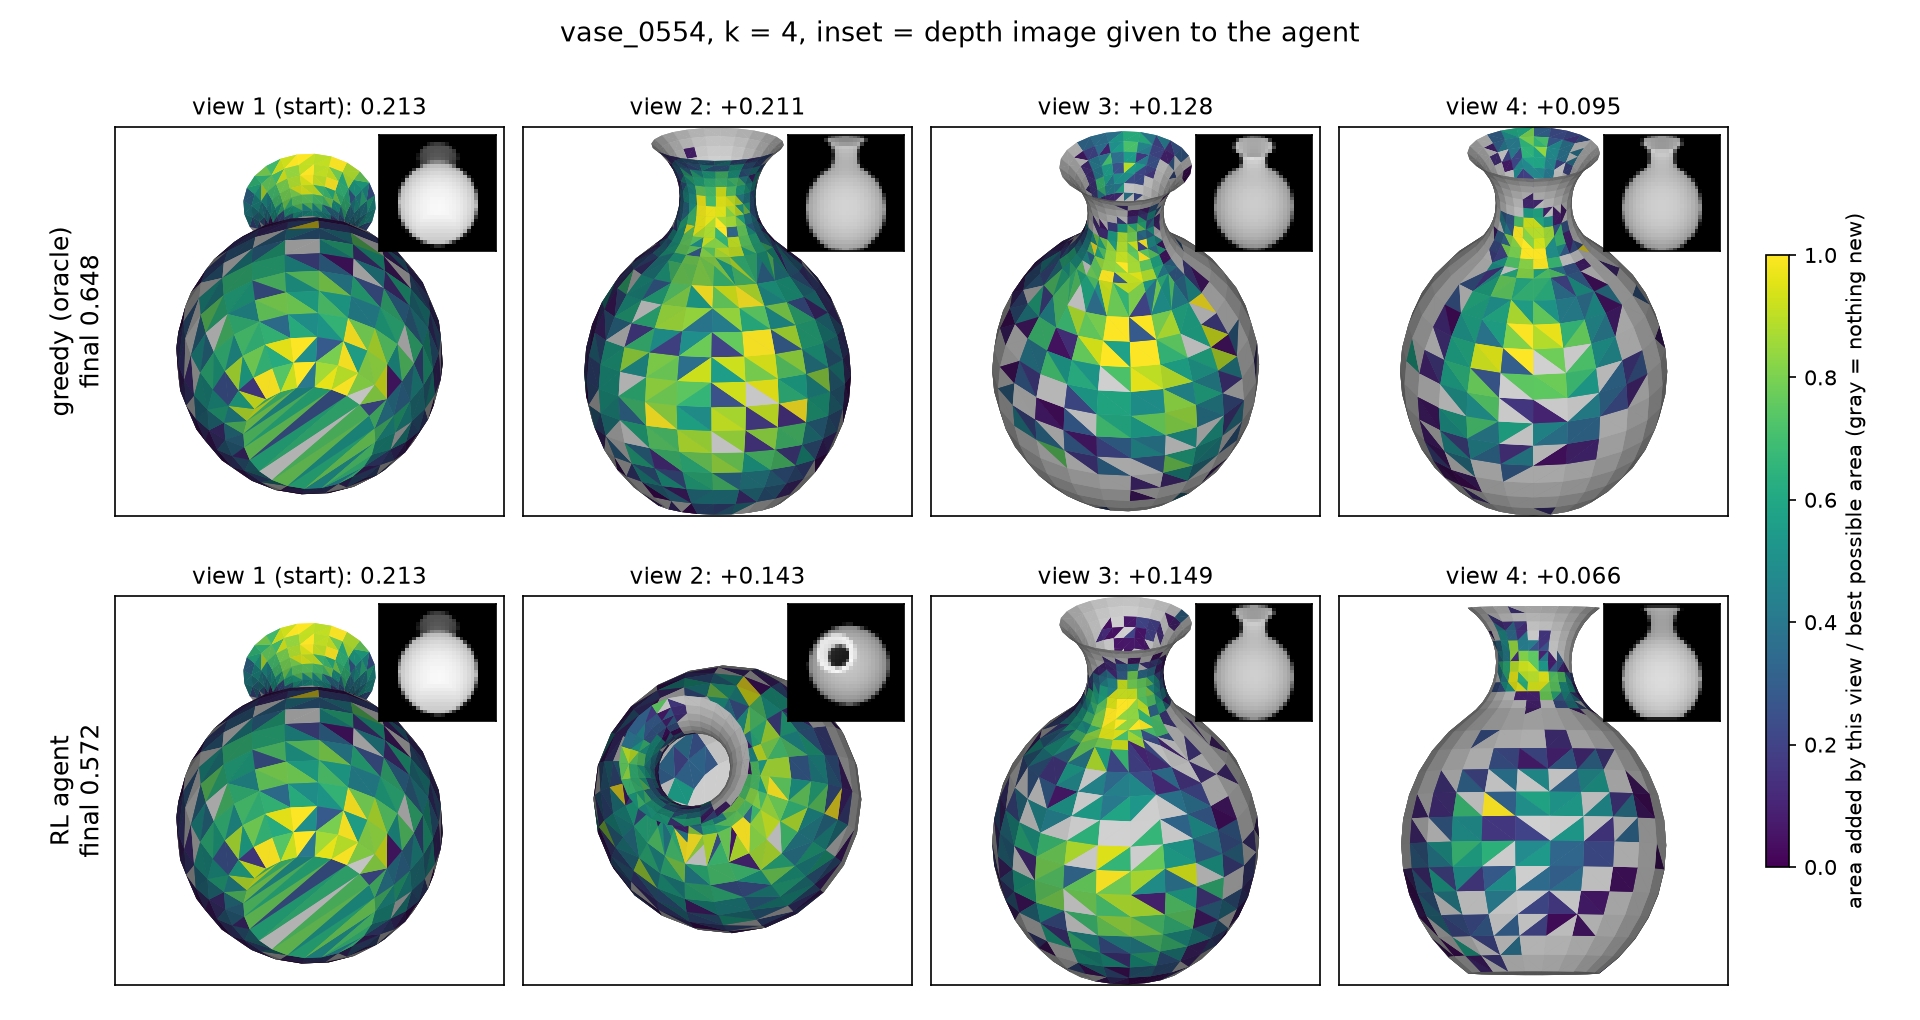 vase_0554, k = 4, inset = depth image given to the agent
view 1 (start): 0.213
view 2: +0.211
view 3: +0.128
view 4: +0.095
greedy (oracle)
final 0.648
view 1 (start): 0.213
view 2: +0.143
view 3: +0.149
view 4: +0.066
RL agent
final 0.572
1.0
0.8
0.6
0.4
0.2
0.0
area added by this view / best possible area (gray = nothing new)